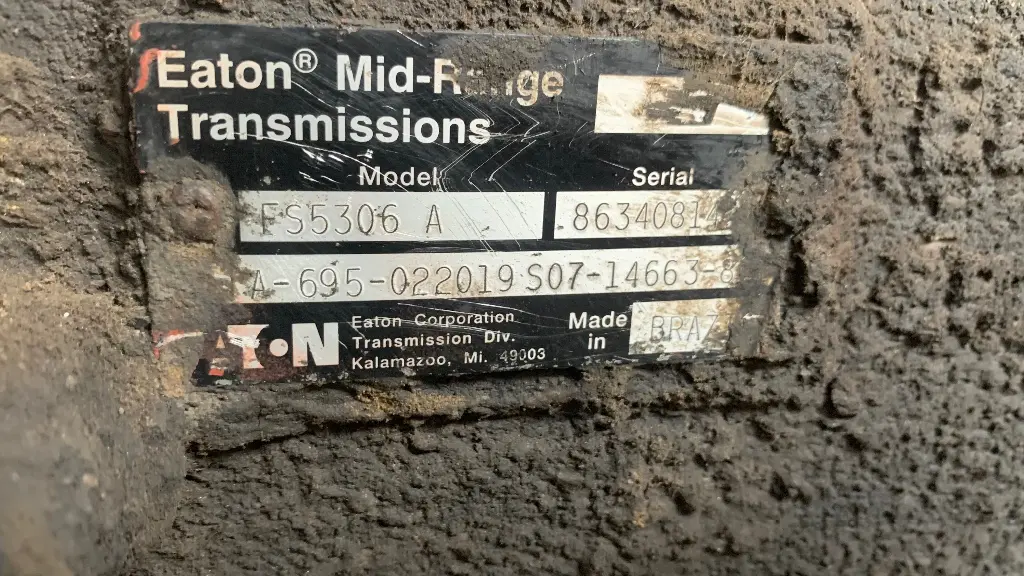 Eaton® Mid-Range
Transmissions
Model Serial
FS5306 A 8634081
A-695-022019 S07-14663-8
Eaton Corporation
Transmission Div.
Kalamazoo, Mi. 49003
Made
in